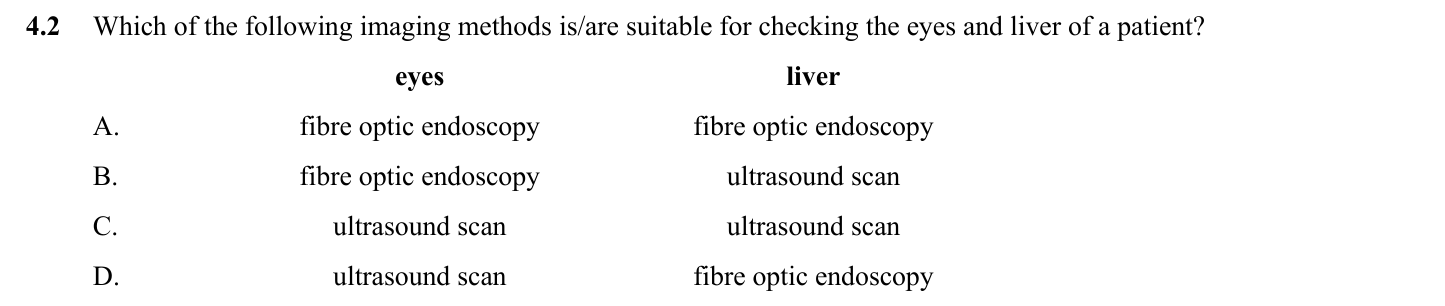 4.2 Which of the following imaging methods is/are suitable for checking the eyes and liver of a patient?
eyes liver
A. fibre optic endoscopy fibre optic endoscopy
B. fibre optic endoscopy ultrasound scan
C. ultrasound scan ultrasound scan
D. ultrasound scan fibre optic endoscopy